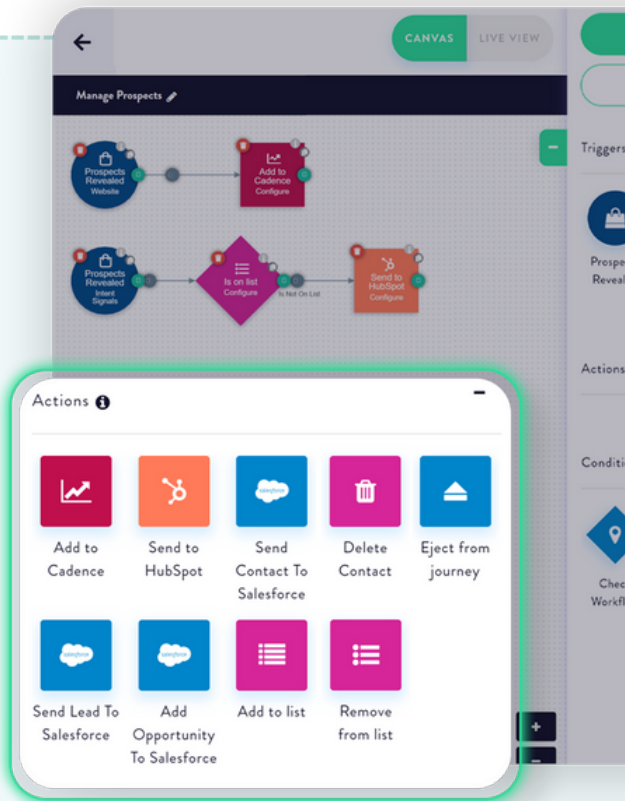 CANVAS
LIVE VIEW
Manage Prospects
Triggers
Prospects
Revealed
Website
Add to
Cadence
Configure
Prospects
Revealed
Intent
Signals
Is on list
Configure
Is Not On List
Send to
HubSpot
Configure
Actions
Actions
Add to
Cadence
Send to
HubSpot
Send
Contact To
Salesforce
Delete
Contact
Eject from
journey
Send Lead To
Salesforce
Add
Opportunity
To Salesforce
Add to list
Remove
from list